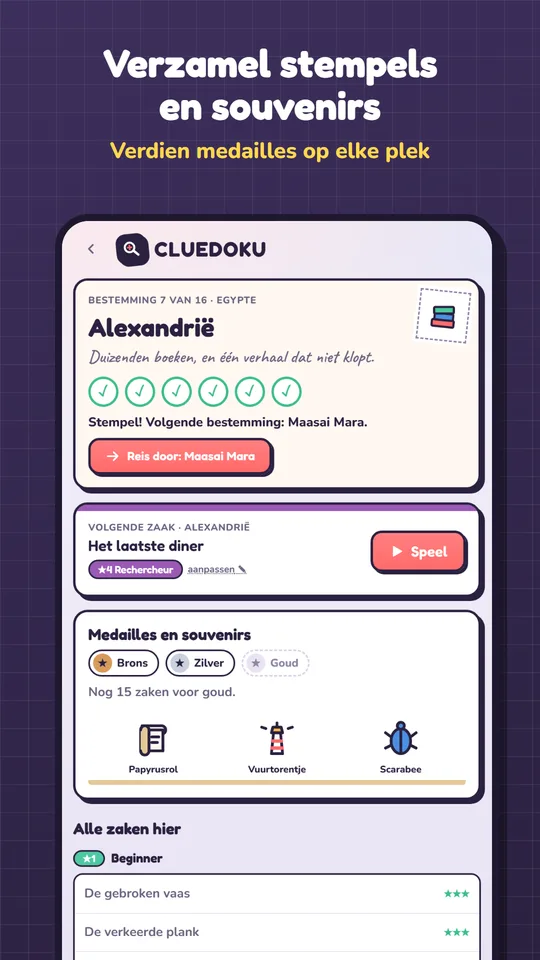 Verzamel stempels
en souvenirs
Verdien medailles op elke plek
CLUEDOKU
BESTEMMING 7 VAN 16 · EGYPTE
Alexandrië
Duizenden boeken, en één verhaal dat niet klopt.
Stempel! Volgende bestemming: Maasai Mara.
→ Reis door: Maasai Mara
VOLGENDE ZAAK · ALEXANDRIË
Het laatste diner
★4 Rechercheur aanpassen
Speel
Medailles en souvenirs
Brons Zilver Goud
Nog 15 zaken voor goud.
Papyrusrol Vuurtorentje Scarabee
Alle zaken hier
★1 Beginner
De gebroken vaas ★★★
De verkeerde plank ★★★